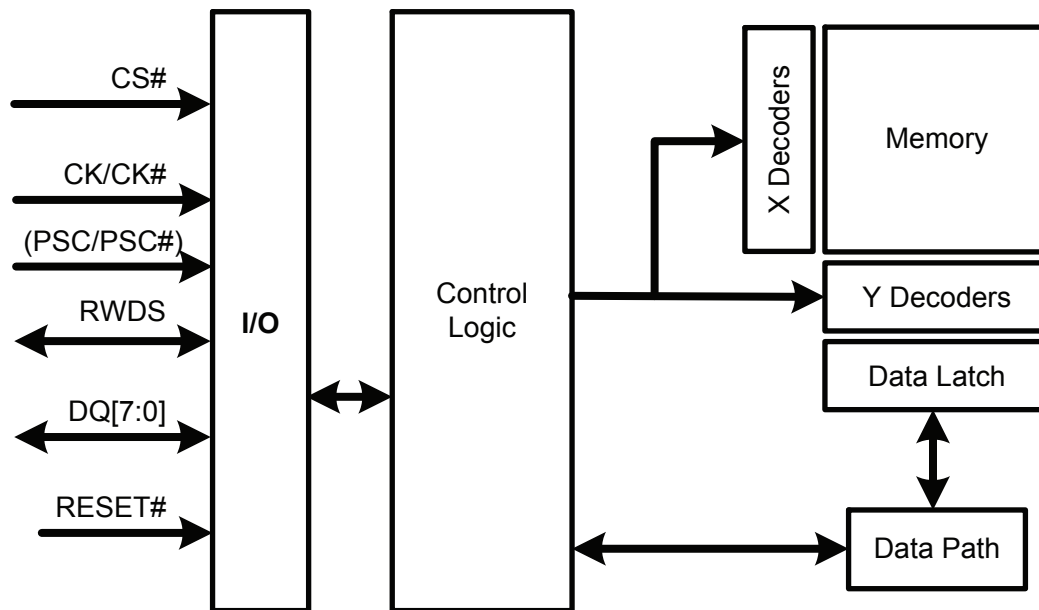 CS#
CK/CK#
(PSC/PSC#)
RWDS
DQ[7:0]
RESET#
I/O
Control
Logic
X Decoders
Memory
Y Decoders
Data Latch
Data Path